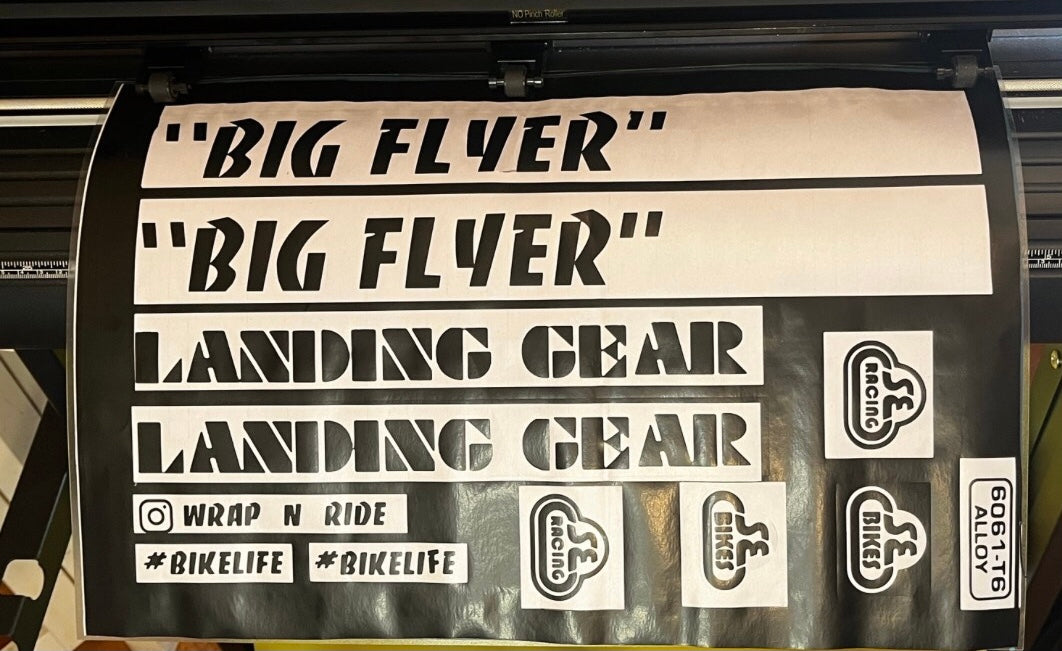 NO Pinch Roller
"BIG FLYER"
"BIG FLYER"
LANDING GEAR
LANDING GEAR
SE
RACING
WRAP N RIDE
#BIKELIFE #BIKELIFE
SE
RACING
SE
BIKES
SE
BIKES
6061-T6
ALLOY